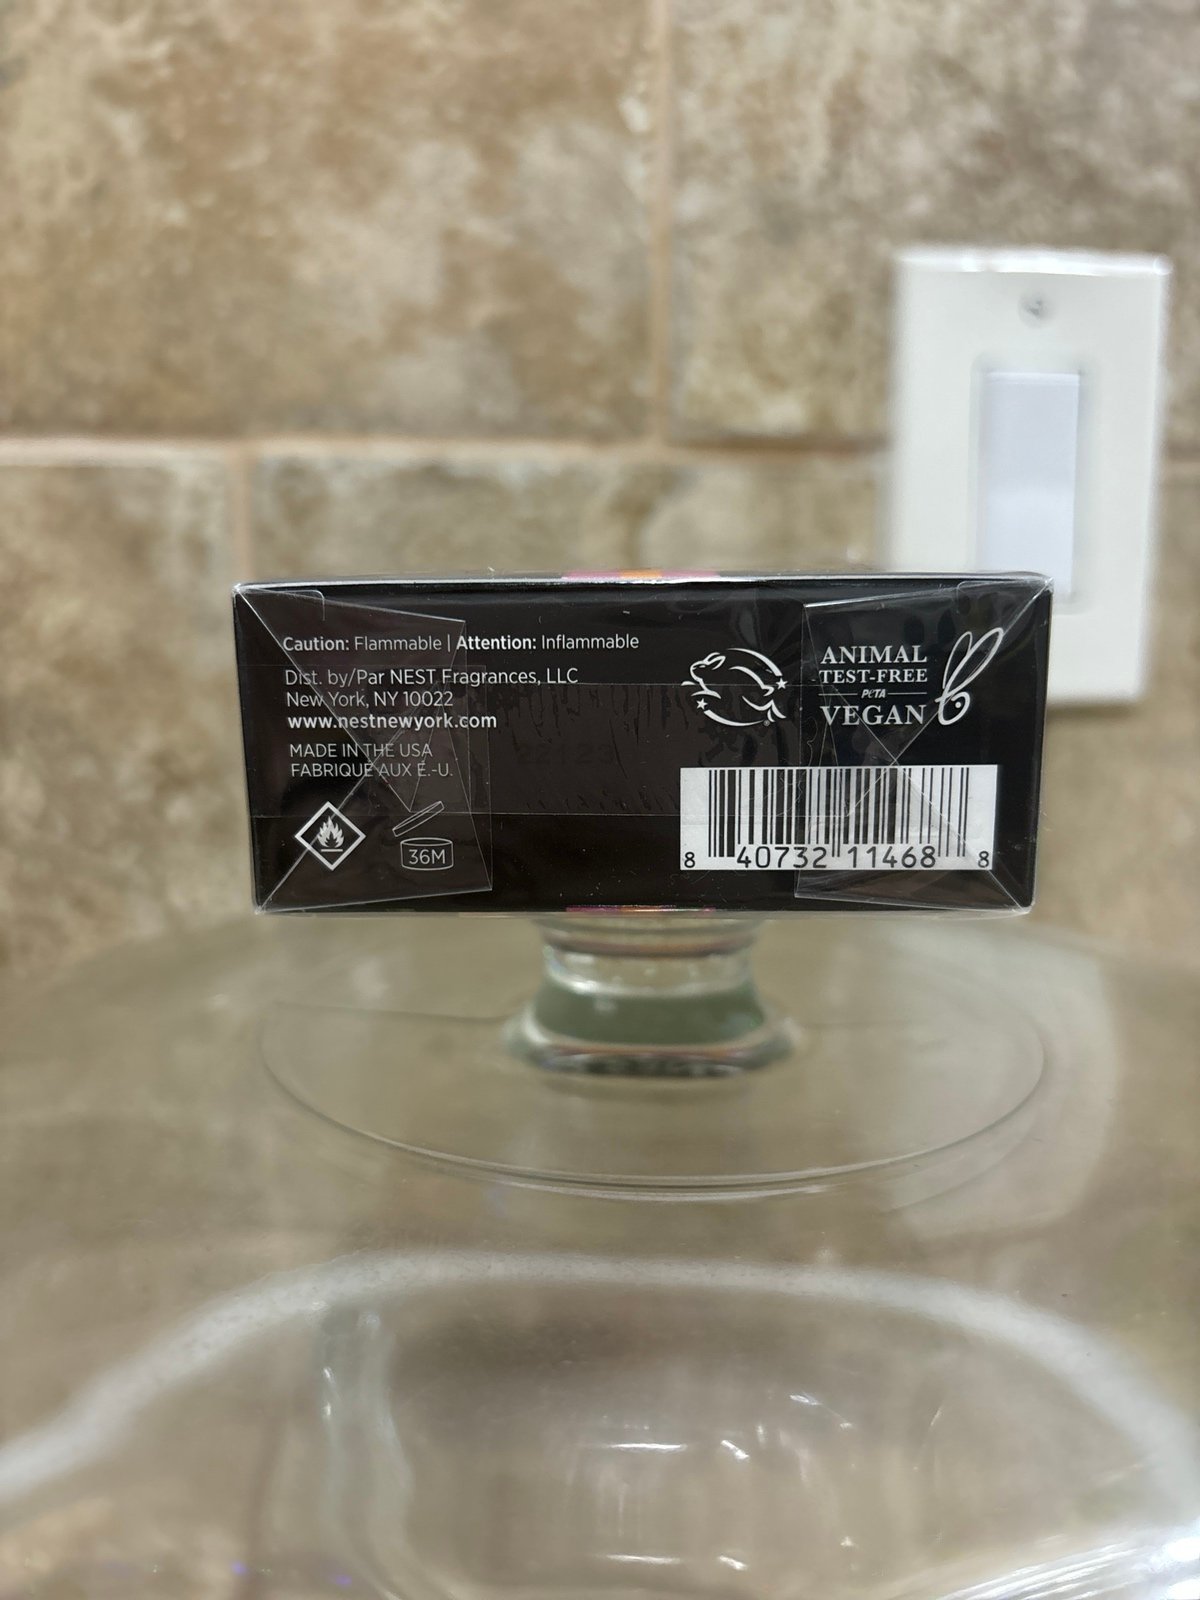 Caution: Flammable | Attention: Inflammable
Dist. by/Par NEST Fragrances, LLC
New York, NY 10022
www.nestnewyork.com
MADE IN THE USA
FABRIQUÉ AUX É.-U.
36M
ANIMAL
TEST-FREE
PETA
VEGAN
8 40732 11468 8